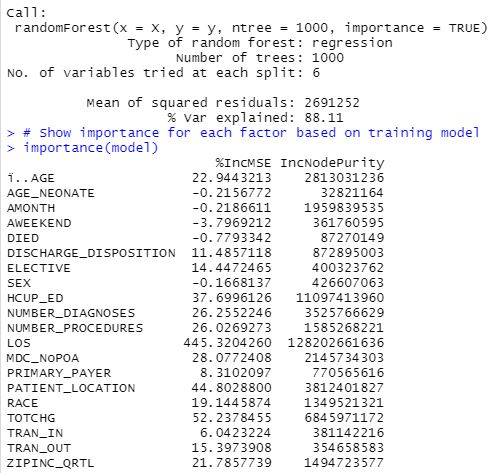 Call:
 randomForest(x = X, y = y, ntree = 1000, importance = TRUE)
               Type of random forest: regression
                     Number of trees: 1000
No. of variables tried at each split: 6
          Mean of squared residuals: 2691252
                    % Var explained: 88.11
> # Show importance for each factor based on training model
> importance(model)
                          %IncMSE IncNodePurity
ï..AGE                 22.9443213    2813031236
AGE_NEONATE            -0.2156772      32821164
AMONTH                 -0.2186611    1959839535
AWEEKEND               -3.7969212     361760595
DIED                   -0.7793342      87270149
DISCHARGE_DISPOSITION  11.4857118     872895003
ELECTIVE               14.4472465     400323762
SEX                    -0.1668137     426607063
HCUP_ED                37.6996126   11097413960
NUMBER_DIAGNOSES       26.2552246    3525766629
NUMBER_PROCEDURES      26.0269273    1585268221
LOS                   445.3204260  128202661636
MDC_NoPOA              28.0772408    2145734303
PRIMARY_PAYER           8.3102097     770565616
PATIENT_LOCATION       44.8028800    3812401827
RACE                   19.1445874    1349521321
TOTCHG                 52.2378455    6845971172
TRAN_IN                 6.0423224     381142216
TRAN_OUT               15.3973908     354658583
ZIPINC_QRTL            21.7857739    1494723577